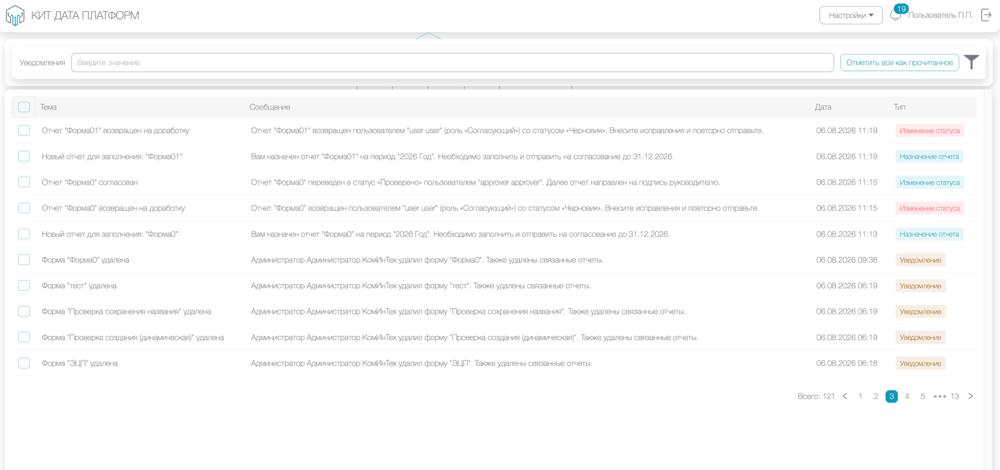 КИТ ДАТА ПЛАТФОРМ
Настройки
19
Пользователь П.П.
Уведомления
Введите значение
Отметить все как прочитанное
Тема Сообщение Дата Тип
Отчет "Форма01" возвращен на доработку Отчет "Форма01" возвращен пользователем "user user" (роль «Согласующий») со статусом «Черновик». Внесите исправления и повторно отправьте. 06.08.2026 11:19 Изменение статуса
Новый отчет для заполнения: "Форма01" Вам назначен отчет "Форма01" на период "2026 Год". Необходимо заполнить и отправить на согласование до 31.12.2026. 06.08.2026 11:19 Назначение отчета
Отчет "Форма0" согласован Отчет "Форма0" переведен в статус «Проверено» пользователем "approver approver". Далее отчет направлен на подпись руководителю. 06.08.2026 11:15 Изменение статуса
Отчет "Форма0" возвращен на доработку Отчет "Форма0" возвращен пользователем "user user" (роль «Согласующий») со статусом «Черновик». Внесите исправления и повторно отправьте. 06.08.2026 11:15 Изменение статуса
Новый отчет для заполнения: "Форма0" Вам назначен отчет "Форма0" на период "2026 Год". Необходимо заполнить и отправить на согласование до 31.12.2026. 06.08.2026 11:13 Назначение отчета
Форма "Форма0" удалена Администратор Администратор КомИнТех удалил форму "Форма0". Также удалены связанные отчеты. 06.08.2026 09:38 Уведомление
Форма "тест" удалена Администратор Администратор КомИнТех удалил форму "тест". Также удалены связанные отчеты. 06.08.2026 06:19 Уведомление
Форма "Проверка сохранения названия" удалена Администратор Администратор КомИнТех удалил форму "Проверка сохранения названия". Также удалены связанные отчеты. 06.08.2026 06:19 Уведомление
Форма "Проверка создания (динамическая)" удалена Администратор Администратор КомИнТех удалил форму "Проверка создания (динамическая)". Также удалены связанные отчеты. 06.08.2026 06:19 Уведомление
Форма "ЭЦП" удалена Администратор Администратор КомИнТех удалил форму "ЭЦП". Также удалены связанные отчеты. 06.08.2026 06:18 Уведомление
Всего: 121 1 2 3 4 5 ••• 13